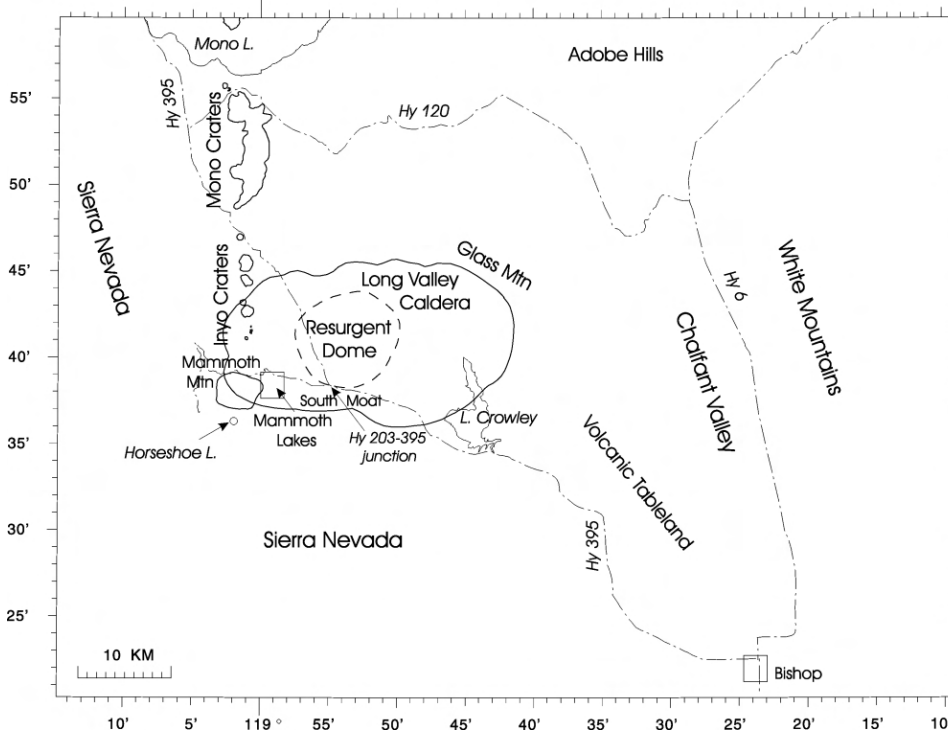 Mono L.
Adobe Hills
Hy 395
Hy 120
55'
Mono Craters
50'
Sierra Nevada
45'
Inyo Craters
Glass Mtn
Long Valley
Caldera
Hy 6
White Mountains
Resurgent
Dome
40'
Chalfant Valley
Mammoth
Mtn
South Moat
Mammoth
Lakes
L. Crowley
35'
Horseshoe L.
Hy 203-395
junction
Volcanic Tableland
30'
Sierra Nevada
Hy 395
25'
10 KM
Bishop
10' 5' 119° 55' 50' 45' 40' 35' 30' 25' 20' 15' 10